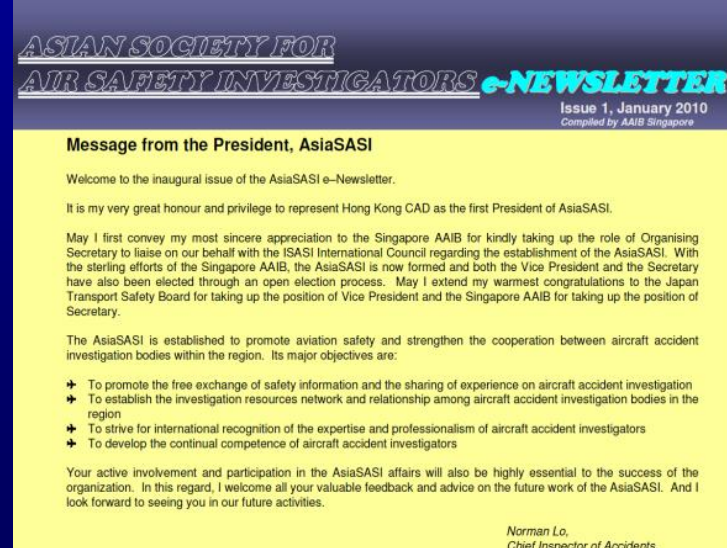 ASIAN SOCIETY FOR
AIR SAFETY INVESTIGATORS e-NEWSLETTER
Issue 1, January 2010
Compiled by AAIB Singapore
Message from the President, AsiaSASI
Welcome to the inaugural issue of the AsiaSASI e–Newsletter.
It is my very great honour and privilege to represent Hong Kong CAD as the first President of AsiaSASI.
May I first convey my most sincere appreciation to the Singapore AAIB for kindly taking up the role of Organising
Secretary to liaise on our behalf with the ISASI International Council regarding the establishment of the AsiaSASI. With
the sterling efforts of the Singapore AAIB, the AsiaSASI is now formed and both the Vice President and the Secretary
have also been elected through an open election process. May I extend my warmest congratulations to the Japan
Transport Safety Board for taking up the position of Vice President and the Singapore AAIB for taking up the position of
Secretary.
The AsiaSASI is established to promote aviation safety and strengthen the cooperation between aircraft accident
investigation bodies within the region. Its major objectives are:
To promote the free exchange of safety information and the sharing of experience on aircraft accident investigation
To establish the investigation resources network and relationship among aircraft accident investigation bodies in the
region
To strive for international recognition of the expertise and professionalism of aircraft accident investigators
To develop the continual competence of aircraft accident investigators
Your active involvement and participation in the AsiaSASI affairs will also be highly essential to the success of the
organization. In this regard, I welcome all your valuable feedback and advice on the future work of the AsiaSASI. And I
look forward to seeing you in our future activities.
Norman Lo,
Chief Inspector of Accidents